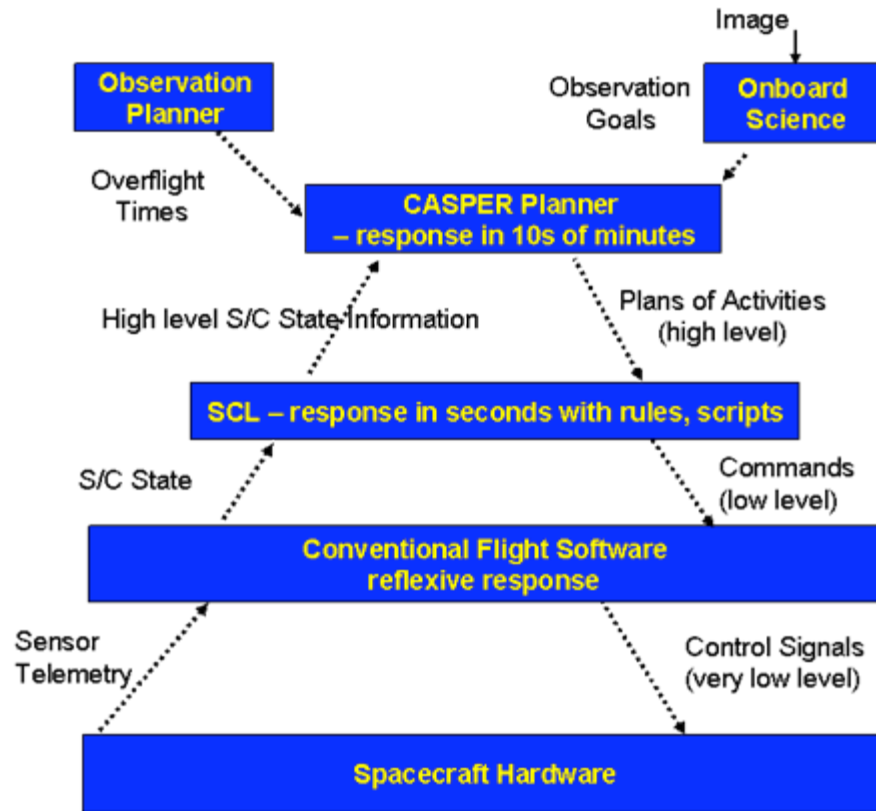 Image
Observation
Planner
Observation
Goals
Onboard
Science
Overflight
Times
CASPER Planner
– response in 10s of minutes
High level S/C State Information
Plans of Activities
(high level)
SCL – response in seconds with rules, scripts
S/C State
Commands
(low level)
Conventional Flight Software
reflexive response
Sensor
Telemetry
Control Signals
(very low level)
Spacecraft Hardware